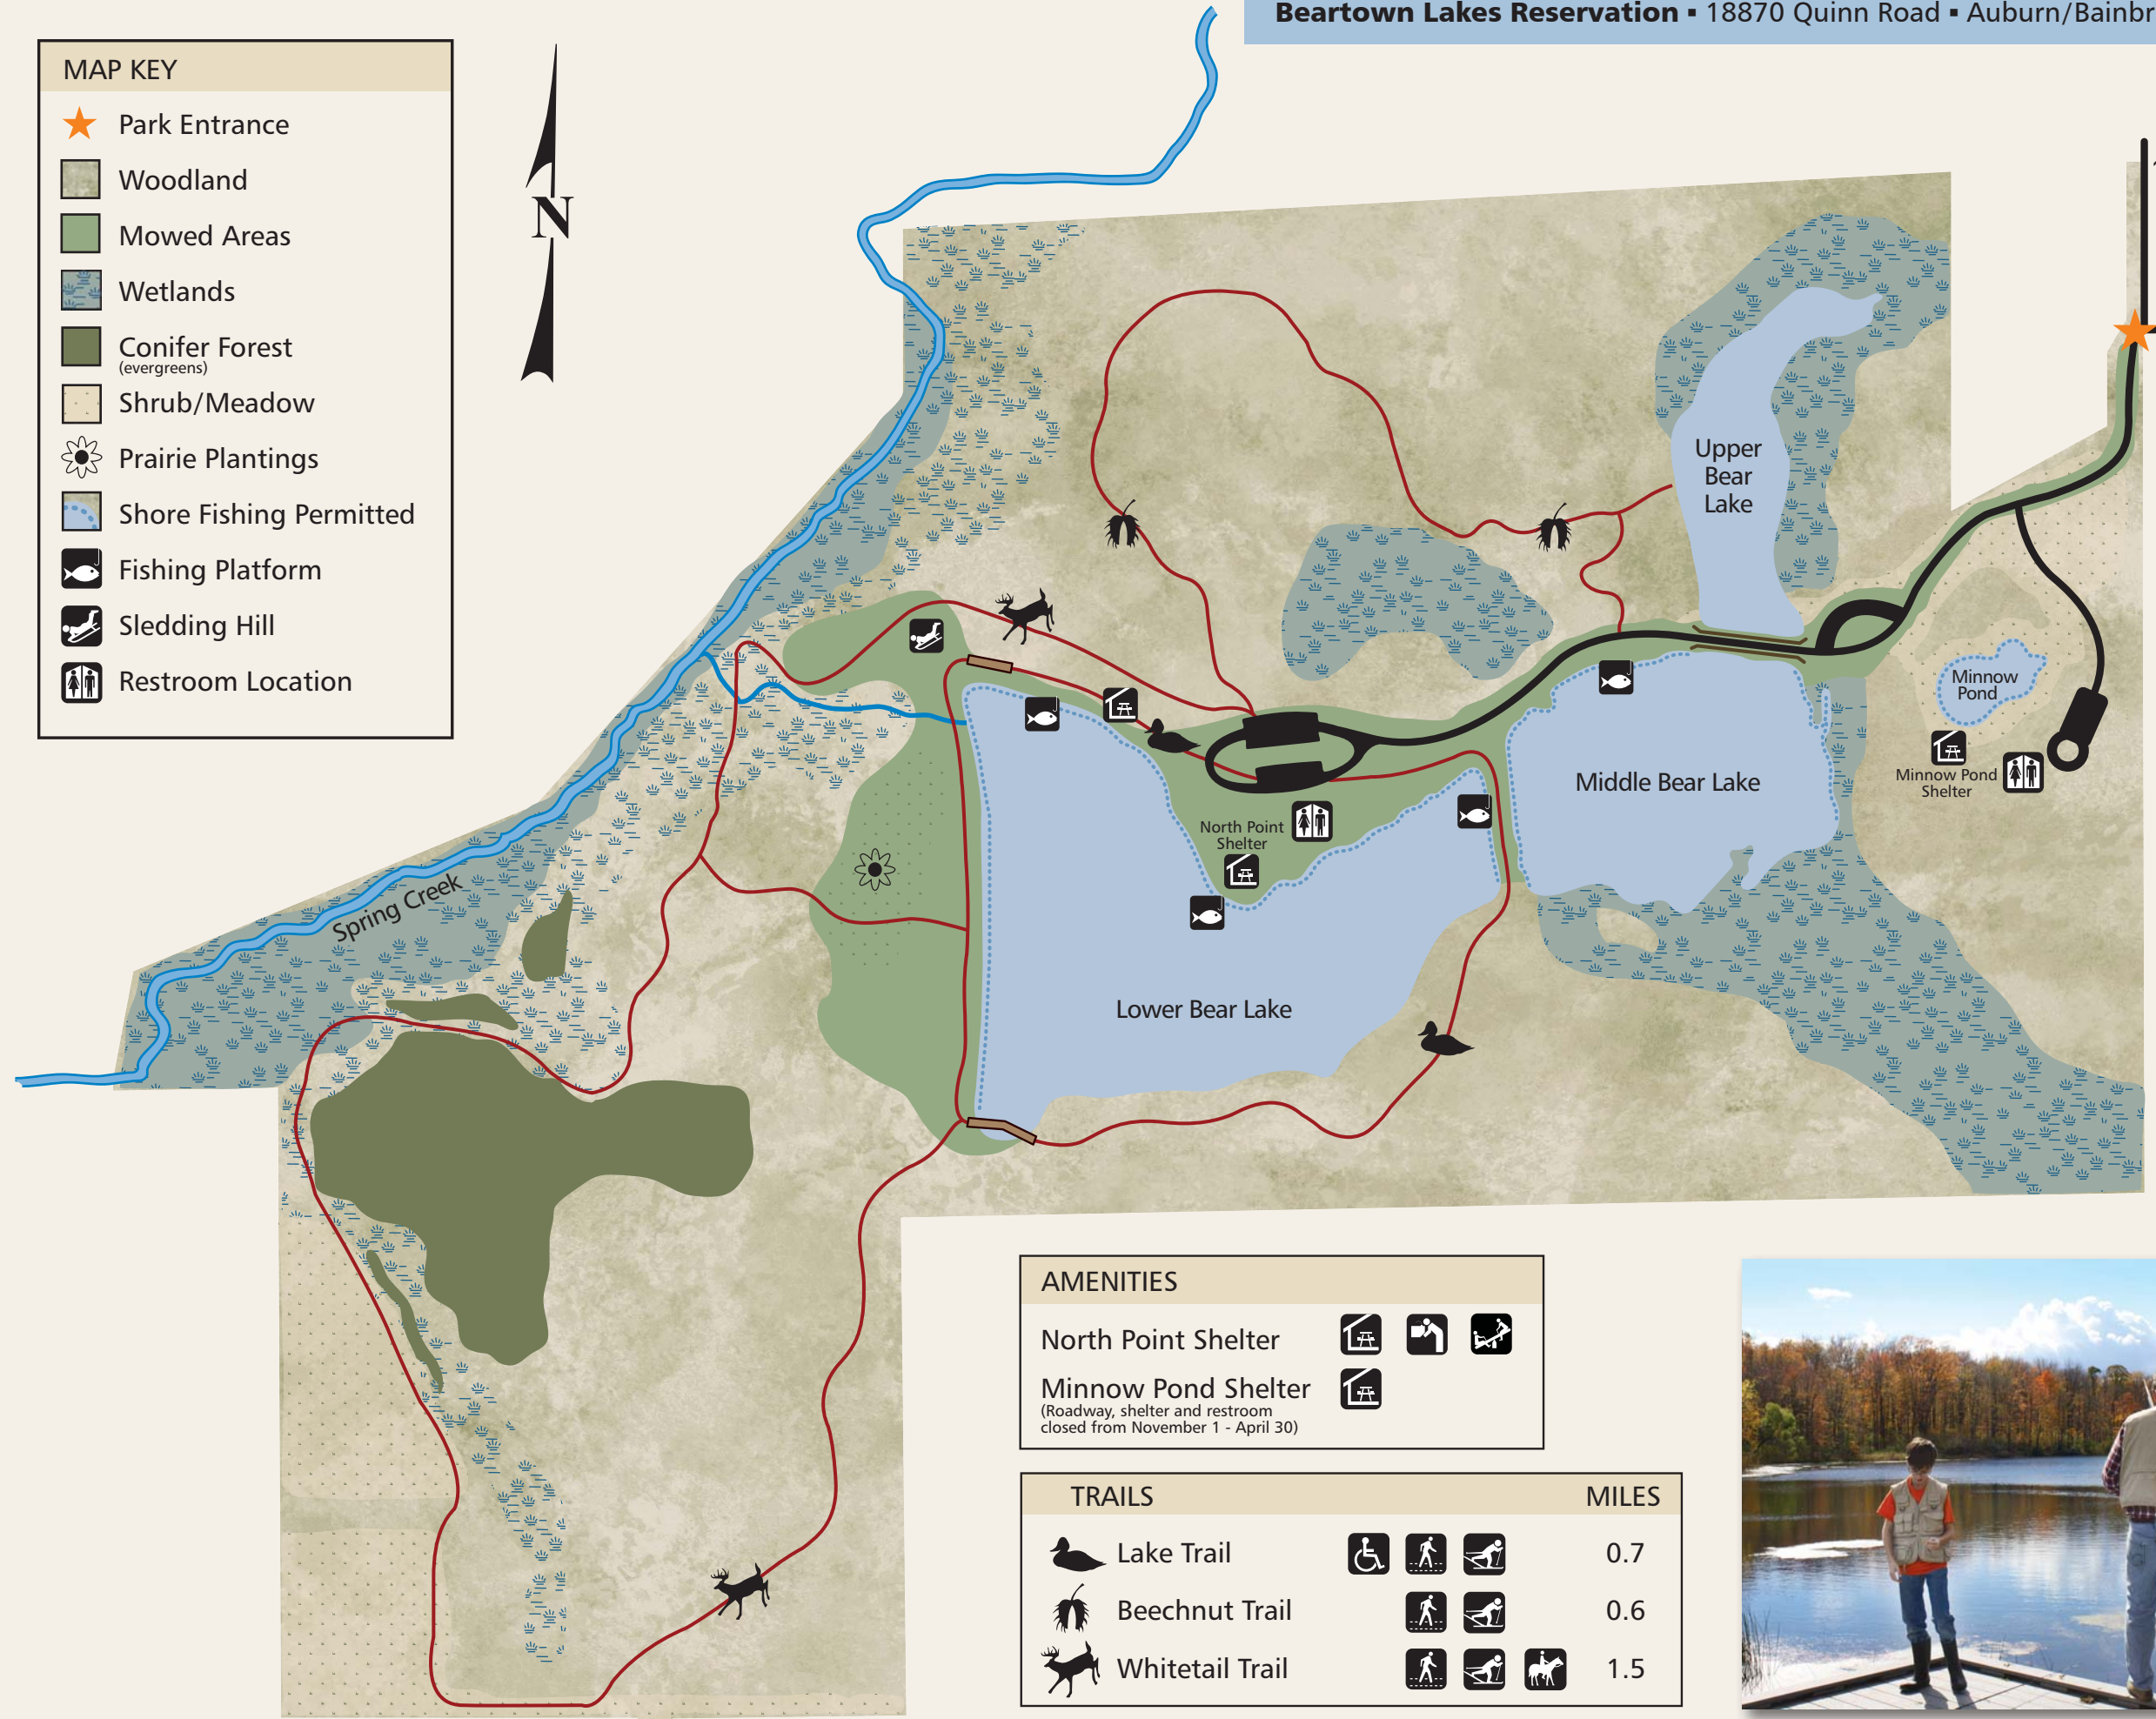 Beartown Lakes Reservation ▪ 18870 Quinn Road ▪ Auburn/Bainbr
MAP KEY
Park Entrance
Woodland
Mowed Areas
Wetlands
Conifer Forest
(evergreens)
Shrub/Meadow
Prairie Plantings
Shore Fishing Permitted
Fishing Platform
Sledding Hill
Restroom Location
N
Upper
Bear
Lake
Minnow
Pond
Minnow Pond
Shelter
Middle Bear Lake
North Point
Shelter
Spring Creek
Lower Bear Lake
AMENITIES
North Point Shelter
Minnow Pond Shelter
(Roadway, shelter and restroom
closed from November 1 - April 30)
TRAILS MILES
Lake Trail 0.7
Beechnut Trail 0.6
Whitetail Trail 1.5